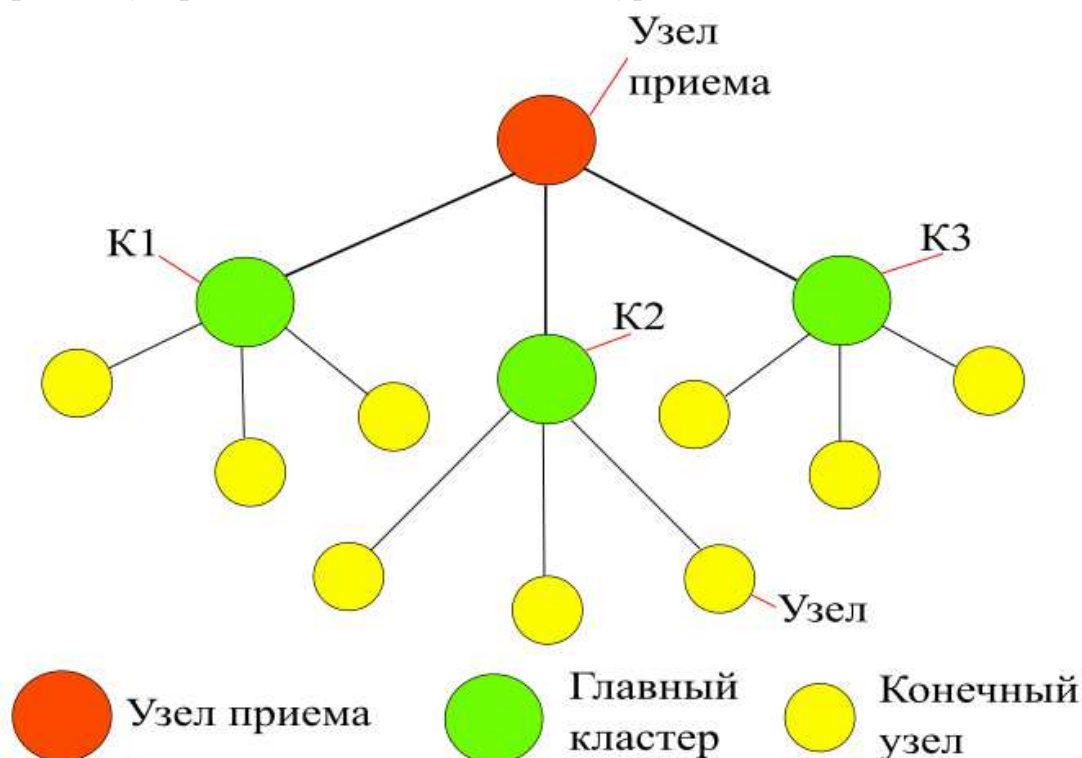 Узел
приема
К1
К3
К2
Узел
Узел приема
Главный
кластер
Конечный
узел